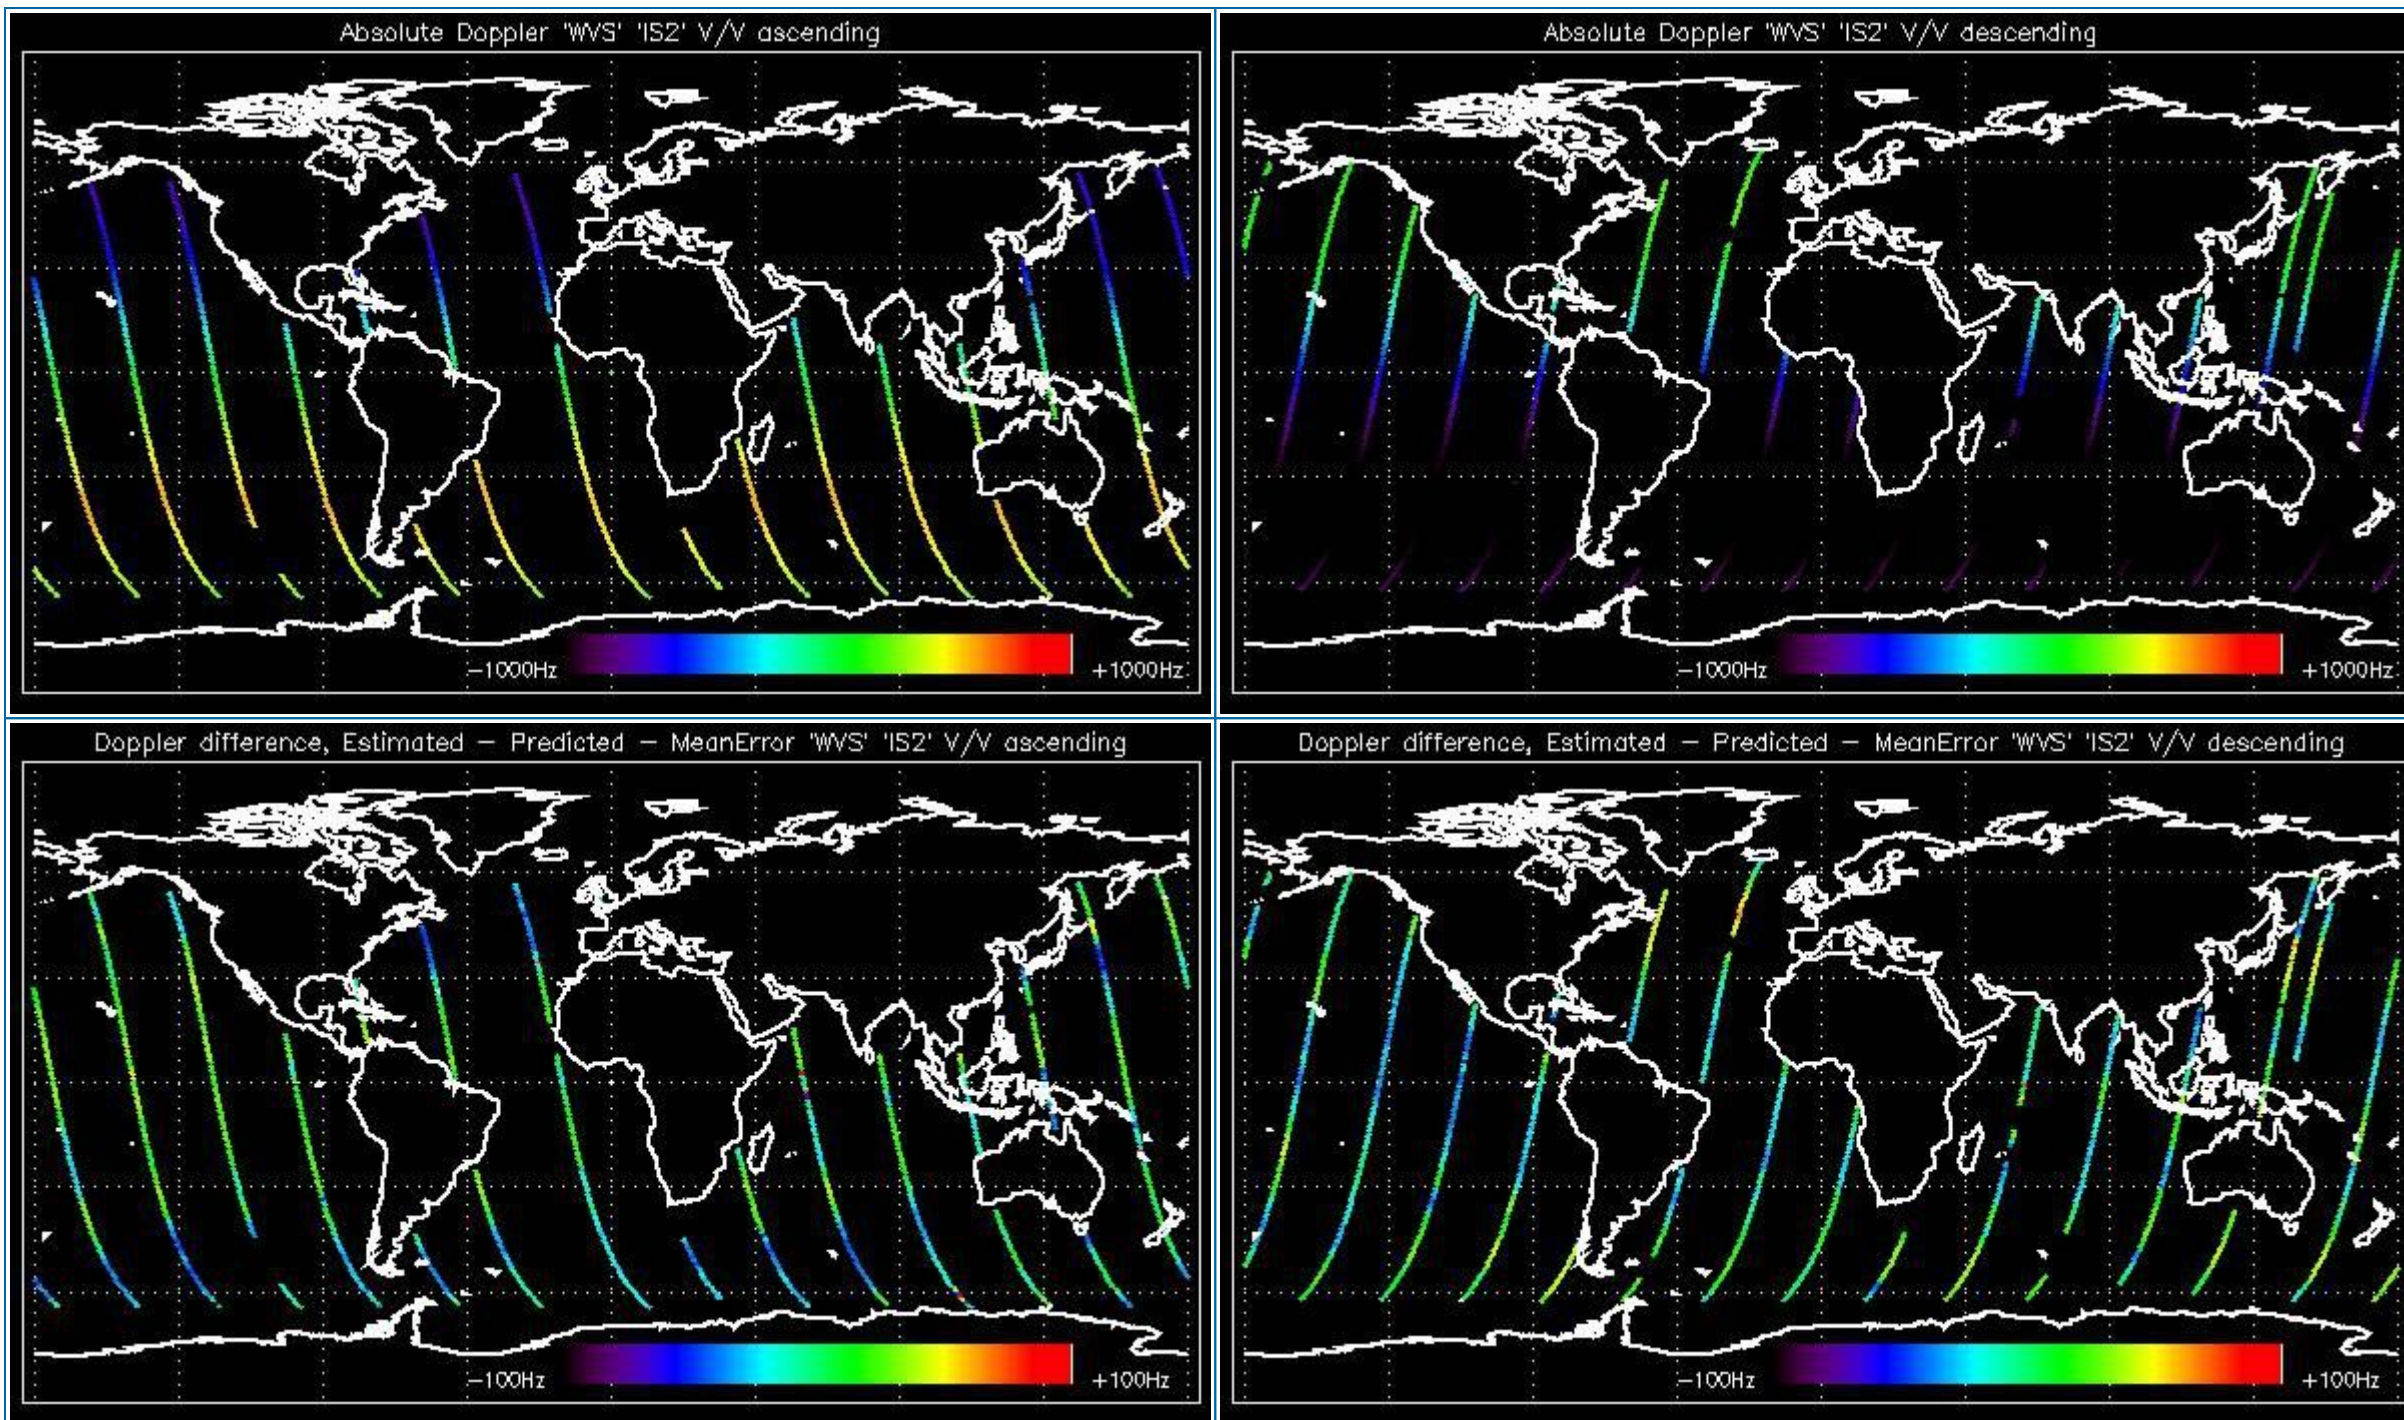 Absolute Doppler 'WVS' 'IS2' V/V ascending
-1000Hz
+1000Hz
Absolute Doppler 'WVS' 'IS2' V/V descending
-1000Hz
+1000Hz
Doppler difference, Estimated - Predicted - MeanError 'WVS' 'IS2' V/V ascending
-100Hz
+100Hz
Doppler difference, Estimated - Predicted - MeanError 'WVS' 'IS2' V/V descending
-100Hz
+100Hz